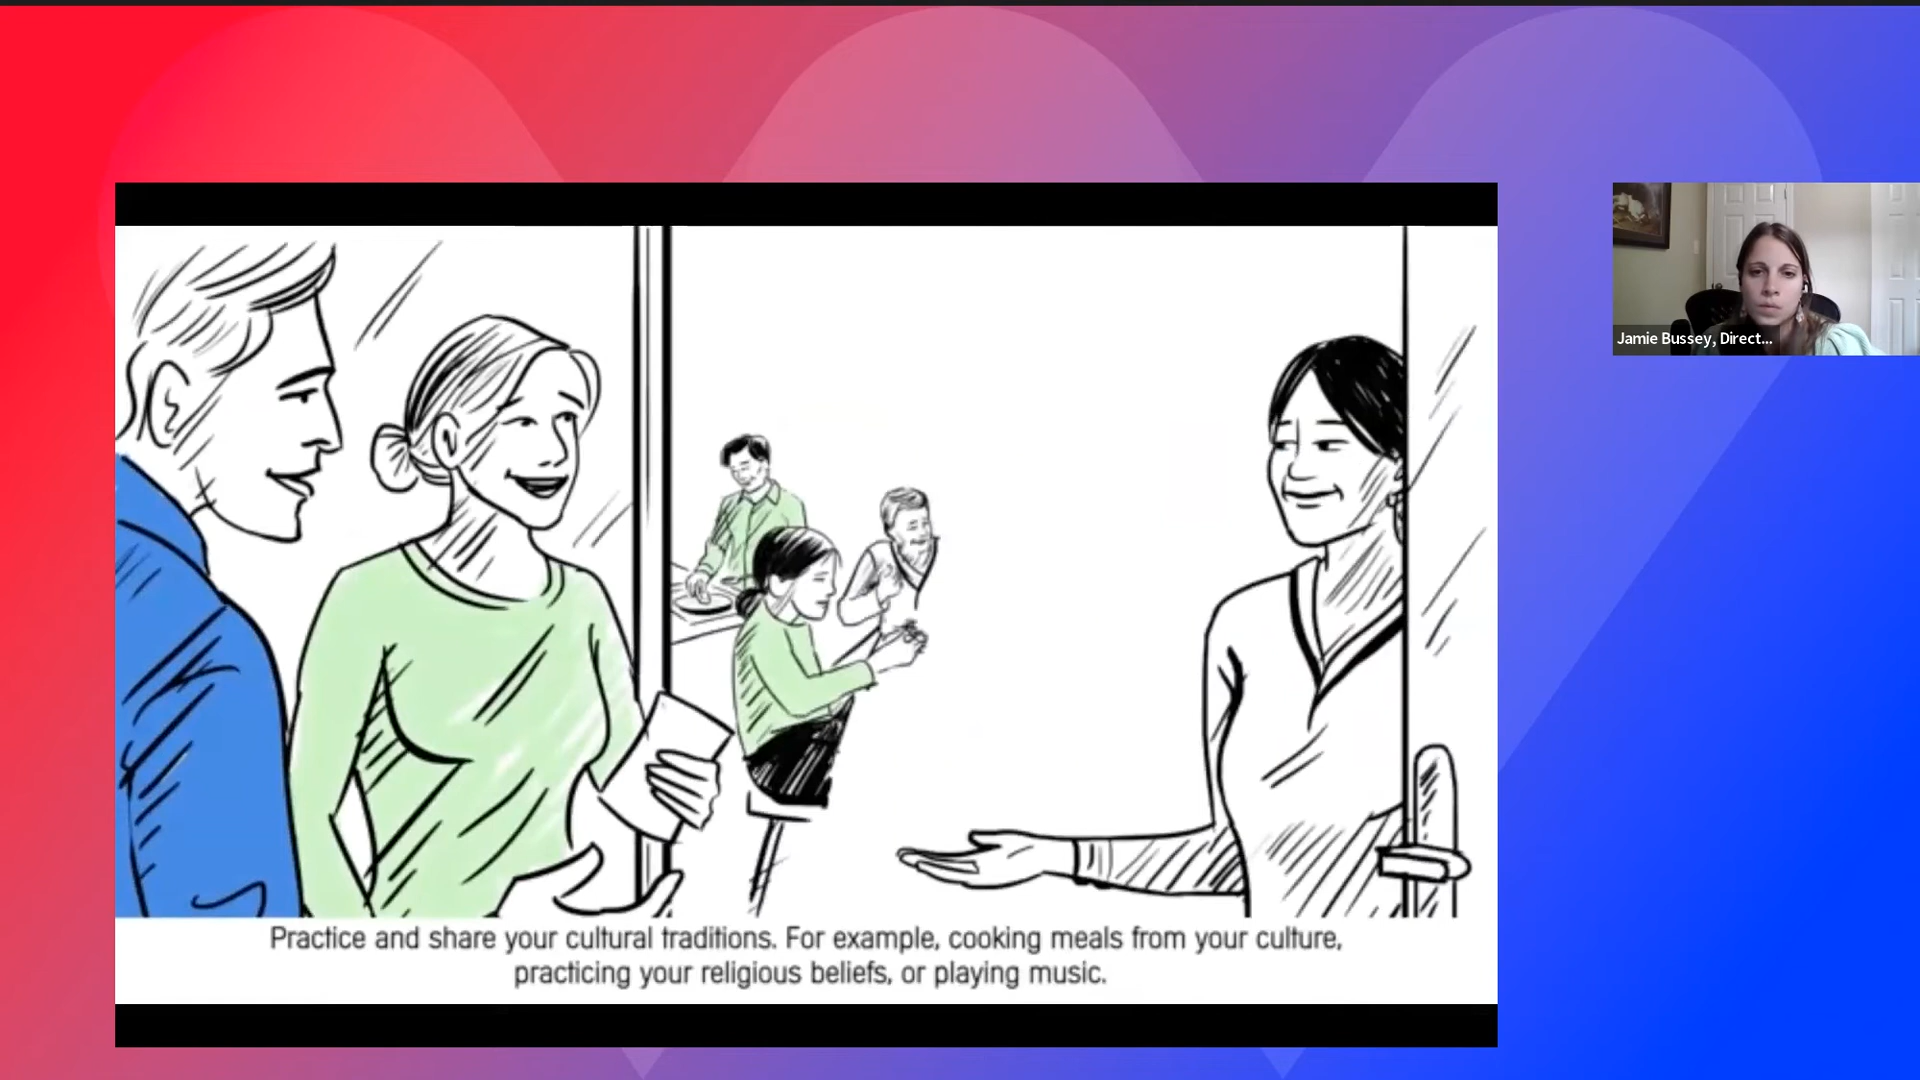 Jamie Bussey, Direct...
Practice and share your cultural traditions. For example, cooking meals from your culture,
practicing your religious beliefs, or playing music.